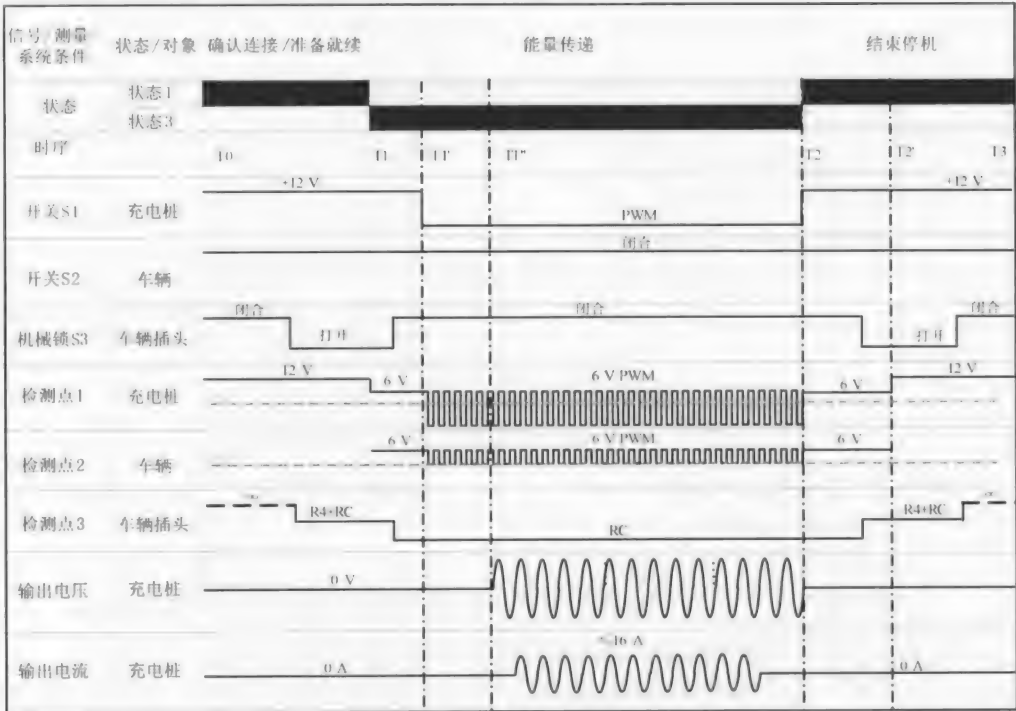 信号/测量
系统条件
状态/对象
确认连接/准备就续
能量传递
结束停机
状态
状态1
状态3
时序
T0
T1
T1'
T1"
T2
T2'
T3
开关S1
充电桩
+12 V
PWM
+12 V
开关S2
车辆
闭合
机械锁S3
车辆插头
闭合
打开
闭合
打开
闭合
检测点1
充电桩
12 V
6 V
6 V PWM
6 V
12 V
检测点2
车辆
6 V
6 V PWM
6 V
检测点3
车辆插头
∞
R4+RC
RC
R4+RC
∞
输出电压
充电桩
0 V
输出电流
充电桩
0 A
≤16 A
0 A